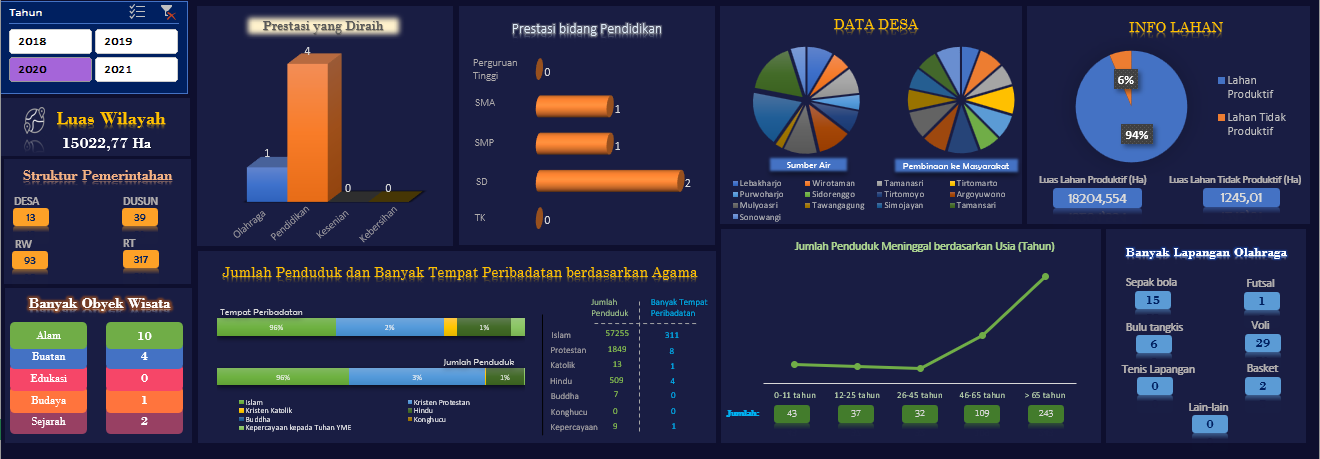 Tahun
2018
2019
2020
2021
Luas Wilayah
15022,77 Ha
Struktur Pemerintahan
DESA
DUSUN
13
39
RW
RT
93
317
Banyak Obyek Wisata
Alam
10
Buatan
4
Edukasi
0
Budaya
1
Sejarah
2
Prestasi yang Diraih
4
1
0
0
Olahraga
Pendidikan
Kesenian
Kebersihan
Prestasi bidang Pendidikan
Perguruan
Tinggi
0
SMA
1
SMP
1
SD
2
TK
0
DATA DESA
Sumber Air
Pembinaan ke Masyarakat
Lebakharjo
Wirotaman
Tamanasri
Tirtomarto
Purwoharjo
Sidorenggo
Tirtomoyo
Argoyuwono
Mulyoasri
Tawangagung
Simojayan
Tamansari
Sonowangi
INFO LAHAN
6%
94%
Lahan
Produktif
Lahan Tidak
Produktif
Luas Lahan Produktif (Ha)
Luas Lahan Tidak Produktif (Ha)
18204,554
1245,01
Jumlah Penduduk dan Banyak Tempat Peribadatan berdasarkan Agama
Tempat Peribadatan
96%
2%
1%
Jumlah Penduduk
96%
3%
1%
Islam
Kristen Protestan
Kristen Katolik
Hindu
Buddha
Konghucu
Kepercayaan kepada Tuhan YME
Jumlah
Penduduk
Banyak Tempat
Peribadatan
Islam
57255
311
Protestan
1849
8
Katolik
13
1
Hindu
509
4
Buddha
7
0
Konghucu
0
0
Kepercayaan
9
1
Jumlah Penduduk Meninggal berdasarkan Usia (Tahun)
0-11 tahun
12-25 tahun
26-45 tahun
46-65 tahun
> 65 tahun
Jumlah:
43
37
32
109
243
Banyak Lapangan Olahraga
Sepak bola
Futsal
15
1
Bulu tangkis
Voli
6
29
Tenis Lapangan
Basket
0
2
Lain-lain
0